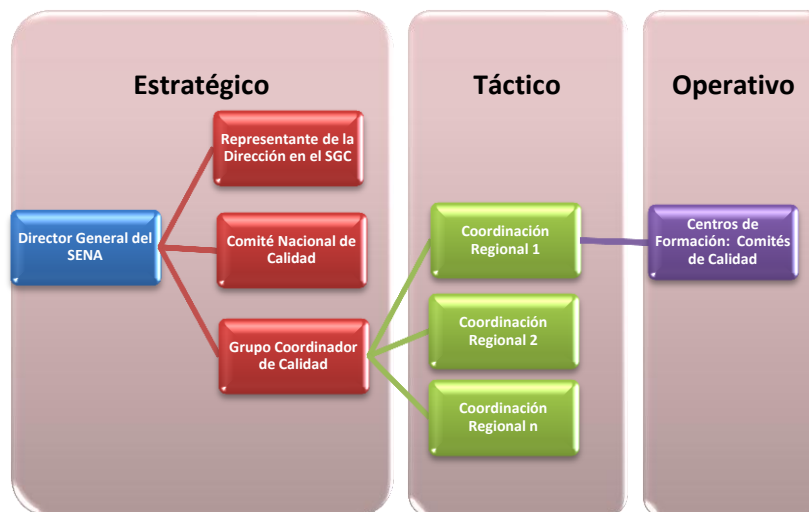 Estratégico
Táctico
Operativo
Representante de la
Dirección en el SGC
Director General del
SENA
Comité Nacional de
Calidad
Grupo Coordinador
de Calidad
Coordinación
Regional 1
Coordinación
Regional 2
Coordinación
Regional n
Centros de
Formación: Comités
de Calidad